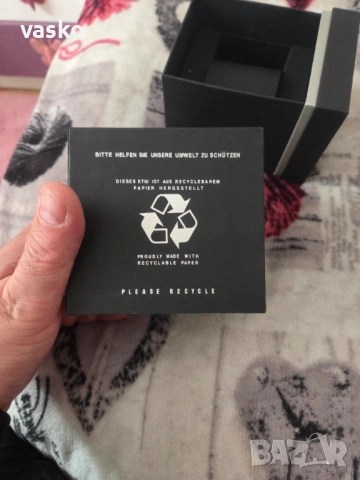 vasko
BITTE HELFEN SIE UNSERE UMWELT ZU SCHÜTZEN
DIESES ETUI IST AUS RECYCLEBAREM
PAPIER HERGESTELLT
PROUDLY MADE WITH
RECYCLABLE PAPER
PLEASE RECYCLE
BAZAR